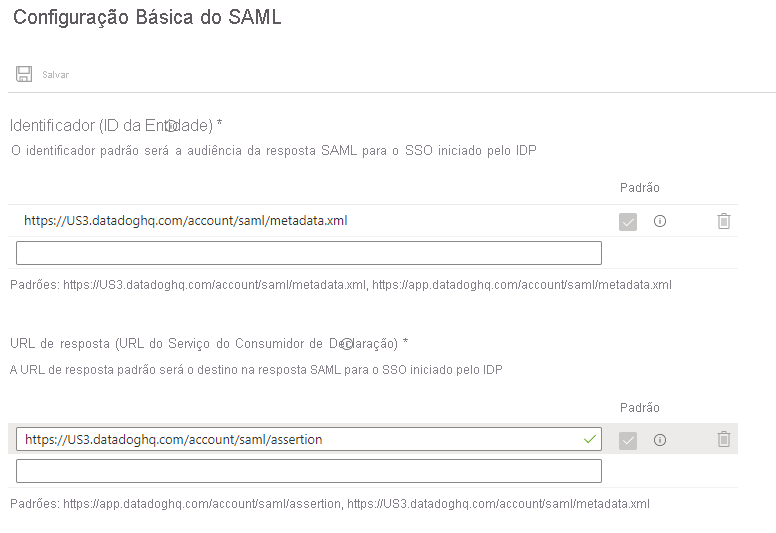 Configuração Básica do SAML
Salvar
Identificador (ID da Entidade) *
O identificador padrão será a audiência da resposta SAML para o SSO iniciado pelo IDP
Padrão
https://US3.datadoghq.com/account/saml/metadata.xml
Padrões: https://US3.datadoghq.com/account/saml/metadata.xml, https://app.datadoghq.com/account/saml/metadata.xml
URL de resposta (URL do Serviço do Consumidor de Declaração) *
A URL de resposta padrão será o destino na resposta SAML para o SSO iniciado pelo IDP
Padrão
https://US3.datadoghq.com/account/saml/assertion
Padrões: https://app.datadoghq.com/account/saml/assertion, https://US3.datadoghq.com/account/saml/metadata.xml